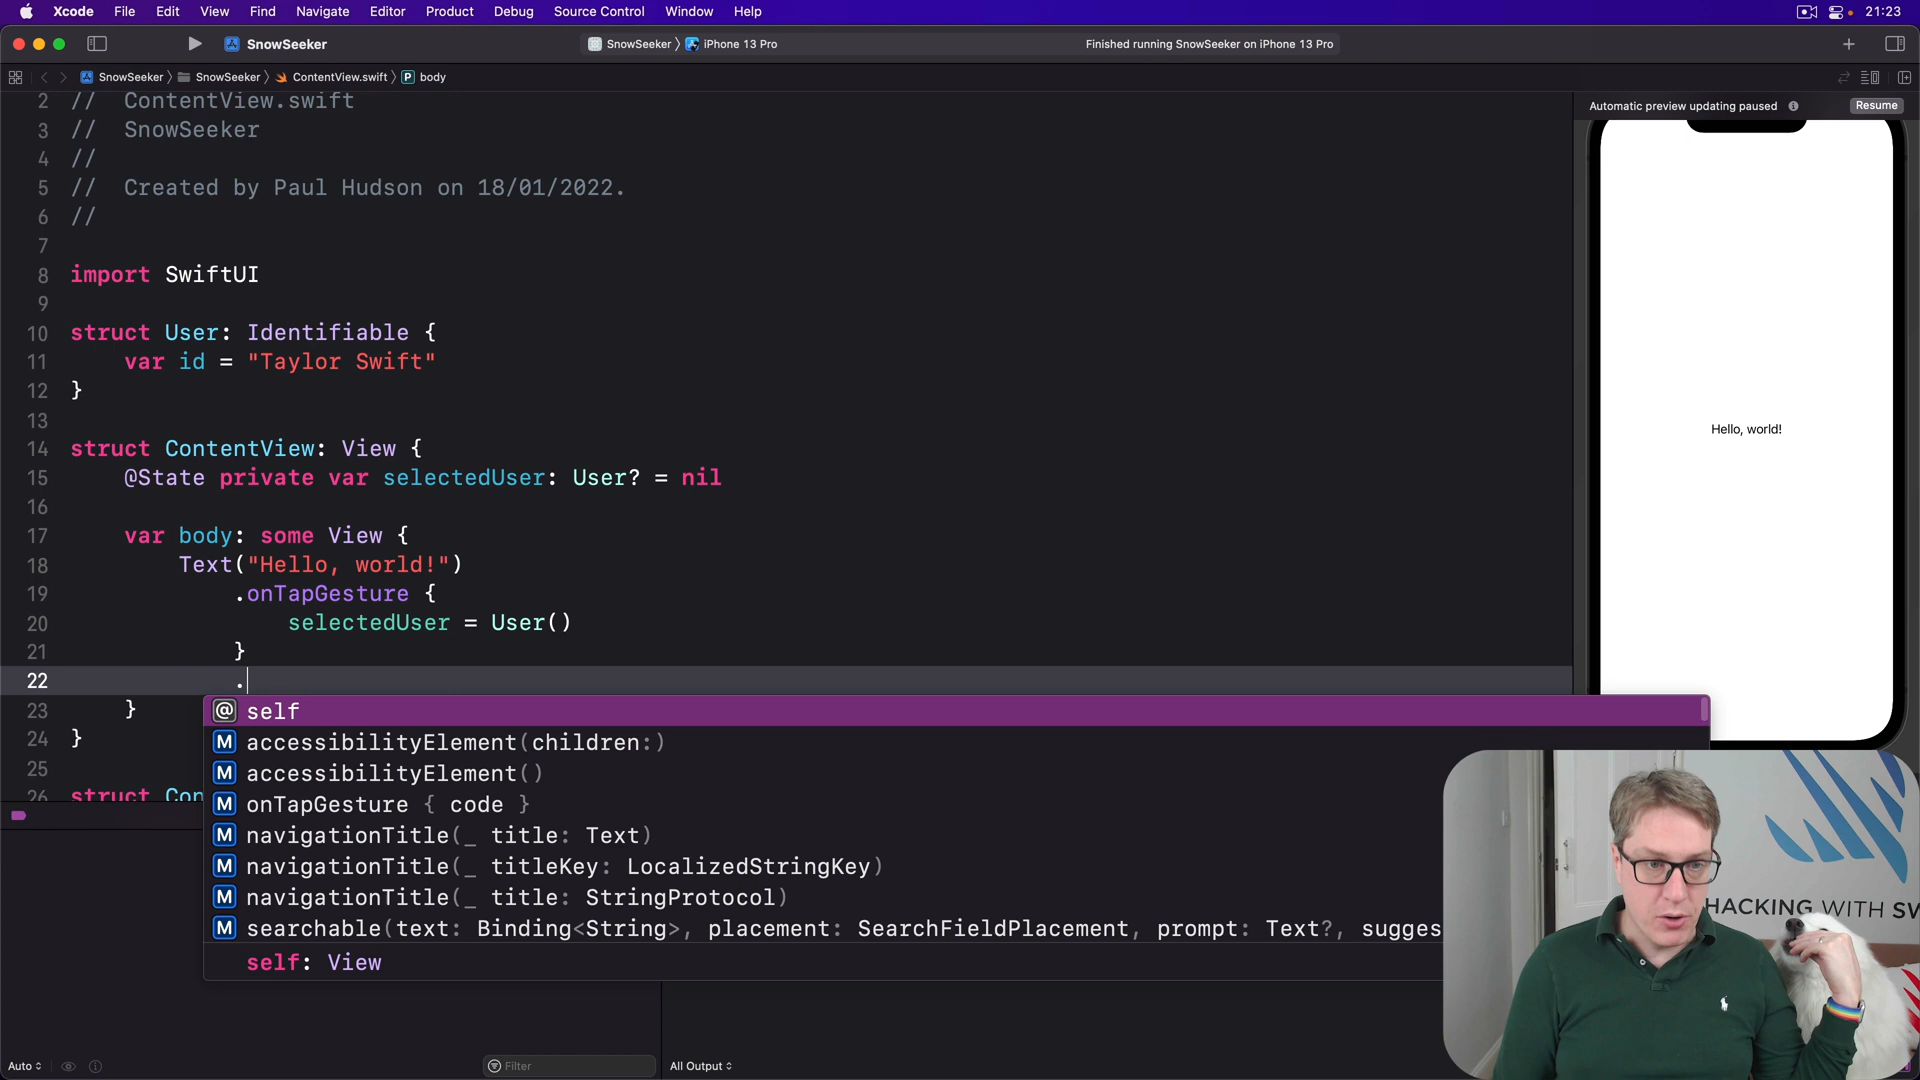 Xcode File Edit View Find Navigate Editor Product Debug Source Control Window Help 21:23
SnowSeeker SnowSeeker iPhone 13 Pro Finished running SnowSeeker on iPhone 13 Pro
SnowSeeker SnowSeeker ContentView.swift P body
2 // ContentView.swift
3 // SnowSeeker
4 //
5 // Created by Paul Hudson on 18/01/2022.
6 //
7
8 import SwiftUI
9
10 struct User: Identifiable {
11 var id = "Taylor Swift"
12 }
13
14 struct ContentView: View {
15 @State private var selectedUser: User? = nil
16
17 var body: some View {
18 Text("Hello, world!")
19 .onTapGesture {
20 selectedUser = User()
21 }
22 .
23 }
24 }
25
26 struct Con
@ self
M accessibilityElement(children:)
M accessibilityElement()
M onTapGesture { code }
M navigationTitle(_ title: Text)
M navigationTitle(_ titleKey: LocalizedStringKey)
M navigationTitle(_ title: StringProtocol)
M searchable(text: Binding<String>, placement: SearchFieldPlacement, prompt: Text?, sugges
self: View
Auto Filter All Output
Automatic preview updating paused Resume
Hello, world!
HACKING WITH SW